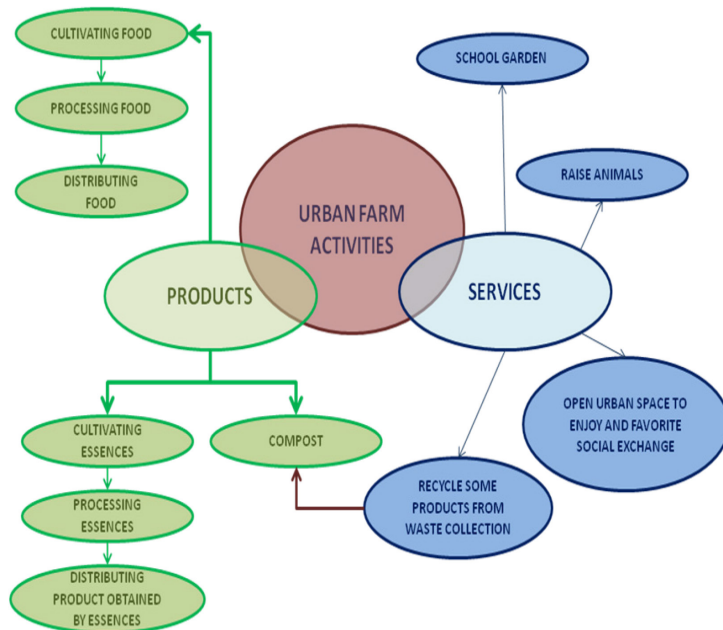 CULTIVATING FOOD
PROCESSING FOOD
DISTRIBUTING
FOOD
SCHOOL GARDEN
RAISE ANIMALS
URBAN FARM
ACTIVITIES
PRODUCTS
SERVICES
CULTIVATING
ESSENCES
COMPOST
OPEN URBAN SPACE TO
ENJOY AND FAVORITE
SOCIAL EXCHANGE
PROCESSING
ESSENCES
RECYCLE SOME
PRODUCTS FROM
WASTE COLLECTION
DISTRIBUTING
PRODUCT OBTAINED
BY ESSENCES